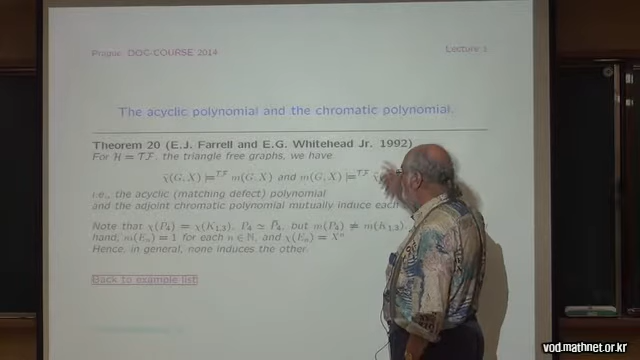 Prague DOC-COURSE 2014
Lecture 1
The acyclic polynomial and the chromatic polynomial.
Theorem 20 (E.J. Farrell and E.G. Whitehead Jr. 1992)
For H = TF, the triangle free graphs, we have
χ̂(G, X) ⊨^TF m(G, X) and m(G, X) ⊨^TF
i.e., the acyclic (matching defect) polynomial
and the adjoint chromatic polynomial mutually induce each
Note that χ(P₄) = χ(K₁,₃), P₄ ≃ P̄₄, but m(P₄) ≠ m(K₁,₃).
hand, m(Eₙ) = 1 for each n ∈ ℕ, and χ(Eₙ) = Xⁿ
Hence, in general, none induces the other.
Back to example list
vod.mathnet.or.kr